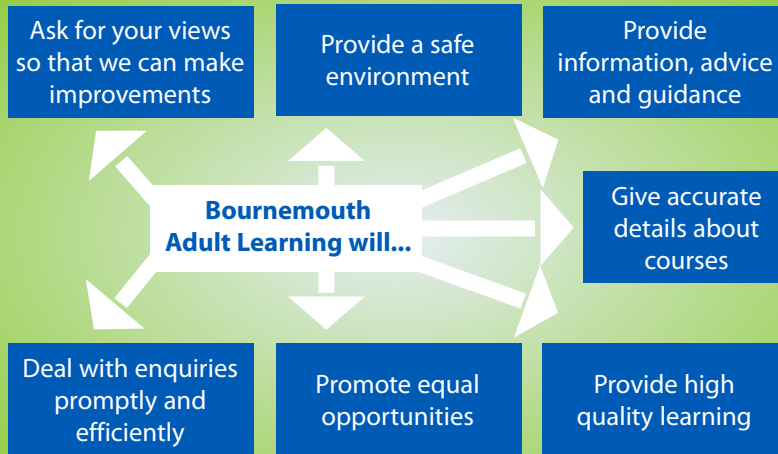 Ask for your views
so that we can make
improvements
Provide a safe
environment
Provide
information, advice
and guidance
Bournemouth
Adult Learning will...
Give accurate
details about
courses
Deal with enquiries
promptly and
efficiently
Promote equal
opportunities
Provide high
quality learning